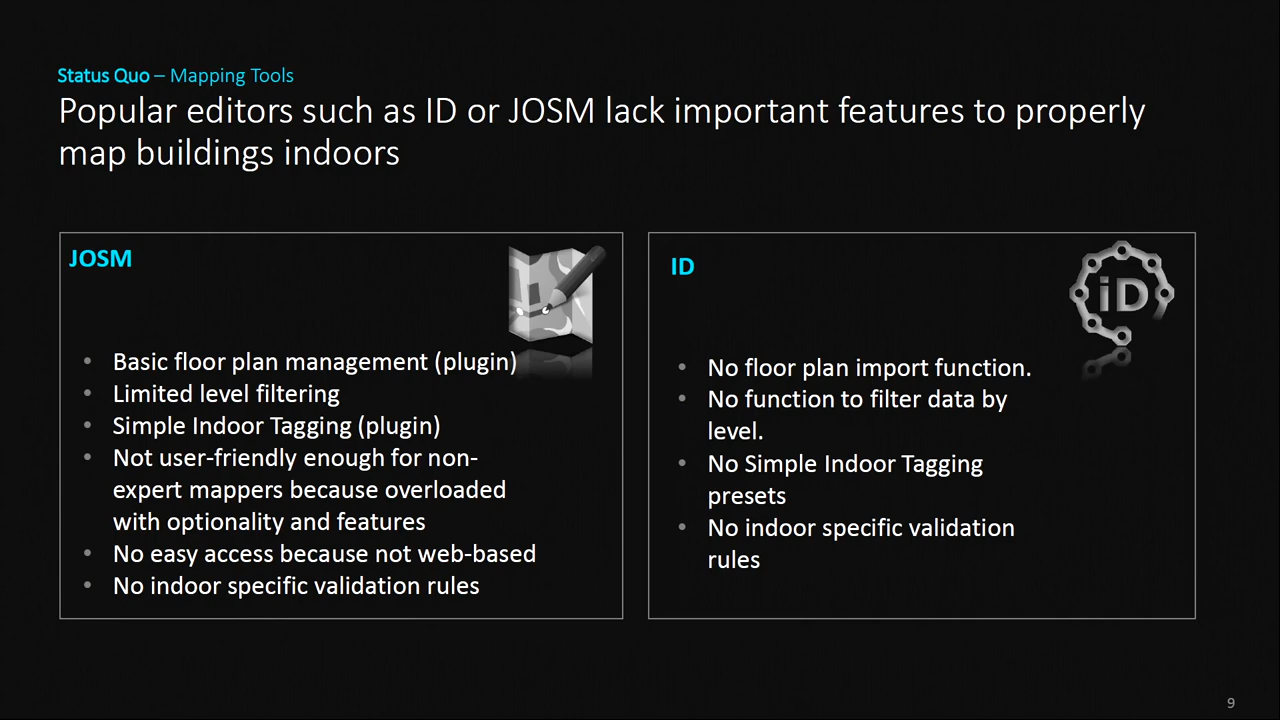 Status Quo – Mapping Tools
Popular editors such as ID or JOSM lack important features to properly
map buildings indoors
JOSM
• Basic floor plan management (plugin)
• Limited level filtering
• Simple Indoor Tagging (plugin)
• Not user-friendly enough for non-
expert mappers because overloaded
with optionality and features
• No easy access because not web-based
• No indoor specific validation rules
ID
iD
• No floor plan import function.
• No function to filter data by
level.
• No Simple Indoor Tagging
presets
• No indoor specific validation
rules
9